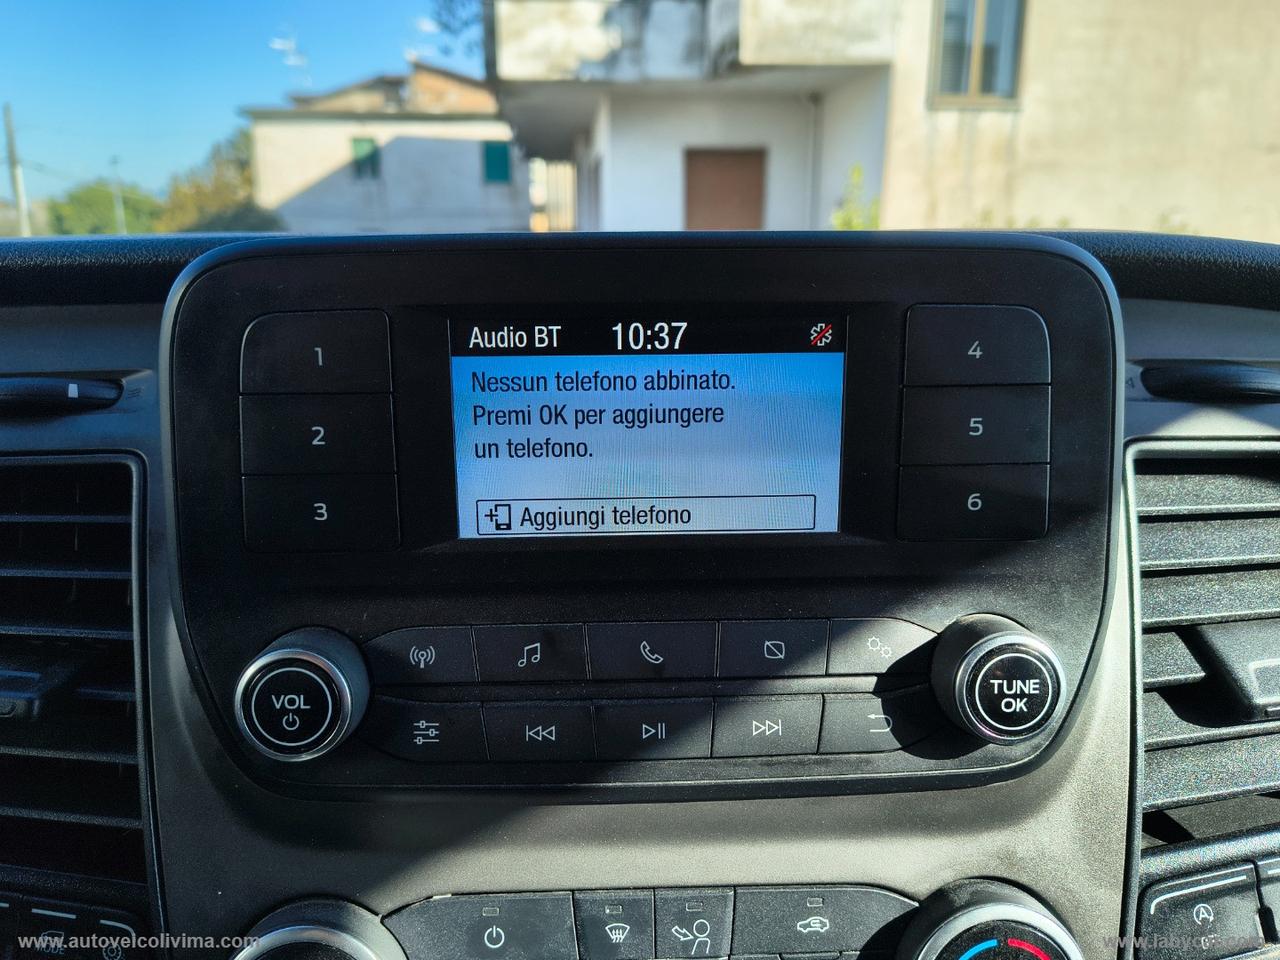 Audio BT 10:37
Nessun telefono abbinato.
Premi OK per aggiungere
un telefono.
Aggiungi telefono
1
2
3
4
5
6
VOL
TUNE
OK
A
www.autoveicolivima.com